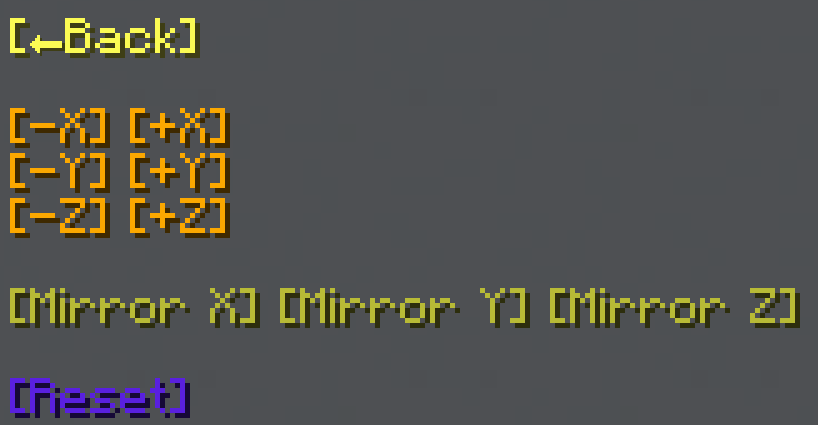 [←Back]
[-X] [+X]
[-Y] [+Y]
[-Z] [+Z]
[Mirror X] [Mirror Y] [Mirror Z]
[Reset]